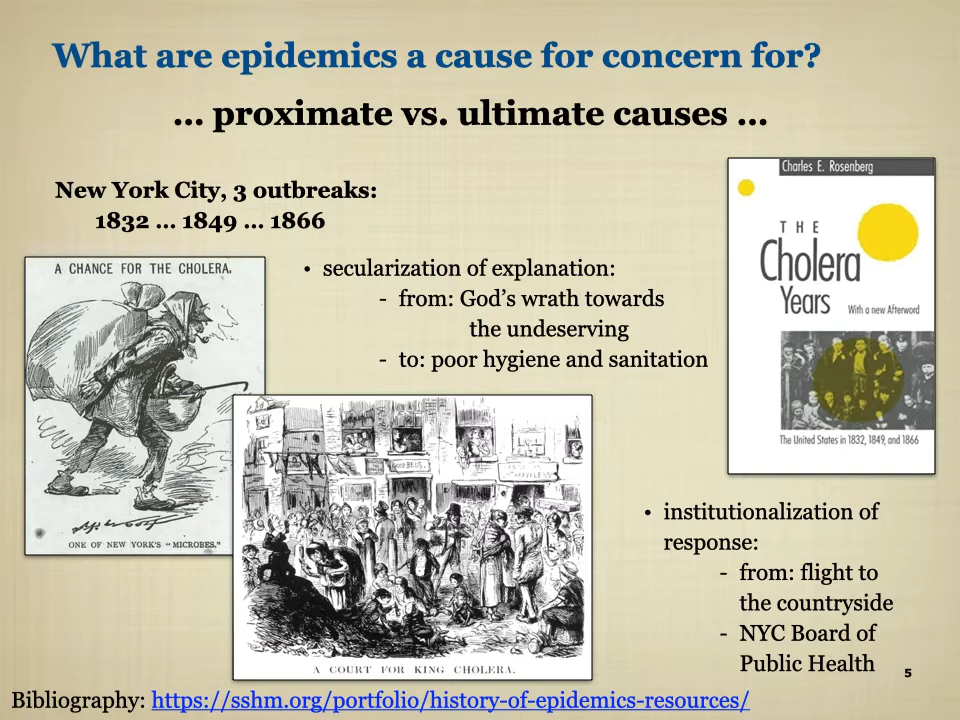 What are epidemics a cause for concern for?
... proximate vs. ultimate causes ...
New York City, 3 outbreaks:
1832 ... 1849 ... 1866
A CHANCE FOR THE CHOLERA.
ONE OF NEW YORK'S "MICROBES."
• secularization of explanation:
- from: God's wrath towards
the undeserving
- to: poor hygiene and sanitation
A COURT FOR KING CHOLERA.
Charles E. Rosenberg
THE
Cholera
Years
With a new Afterword
The United States in 1832, 1849, and 1866
• institutionalization of
response:
- from: flight to
the countryside
- NYC Board of
Public Health
5
Bibliography: https://sshm.org/portfolio/history-of-epidemics-resources/